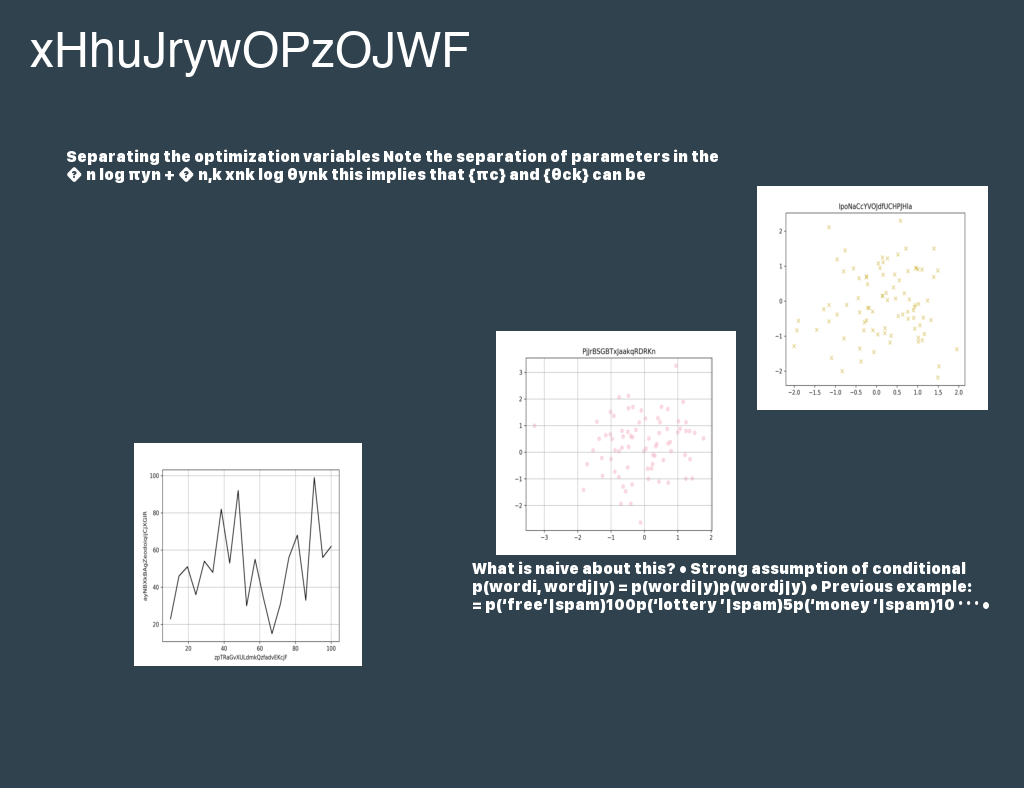 xHhuJrywOPzOJWF
Separating the optimization variables Note the separation of parameters in the
� n log πyn + � n,k xnk log θynk this implies that {πc} and {θck} can be
IpoNaCcYVOJdfUCHPJHla
2
1
0
−1
−2
−2.0 −1.5 −1.0 −0.5 0.0 0.5 1.0 1.5 2.0
PjJrBSGBTxJaakqRDRKn
3
2
1
0
−1
−2
−3 −2 −1 0 1 2
100
80
60
40
20
20 40 60 80 100
zpTRaGvXULdmkQzfadvEKcjF
What is naive about this? • Strong assumption of conditional
p(wordi, wordj|y) = p(wordi|y)p(wordj|y) • Previous example:
= p(‘free’|spam)100p(‘lottery ’|spam)5p(‘money ’|spam)10 · · · •